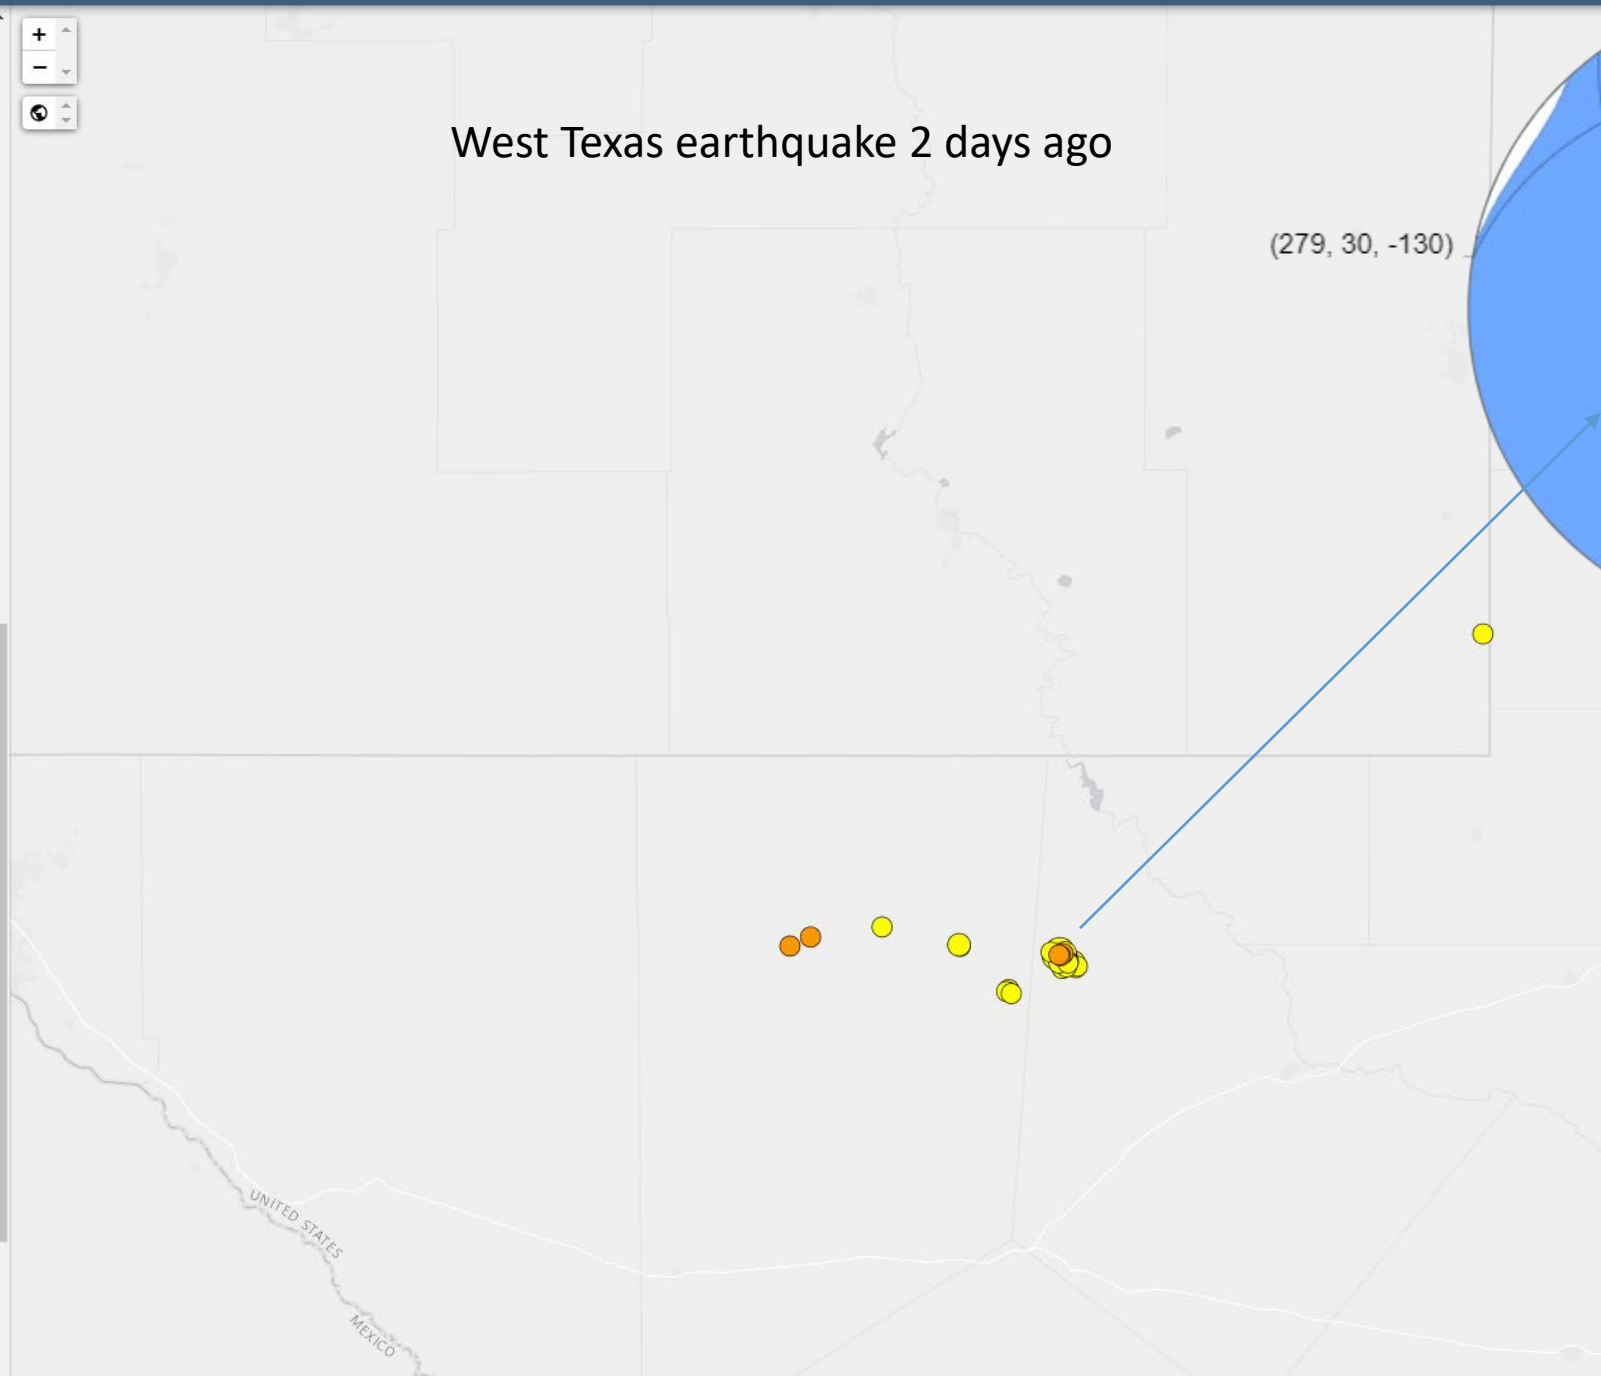 +
−
West Texas earthquake 2 days ago
(279, 30, -130)
UNITED STATES
MEXICO